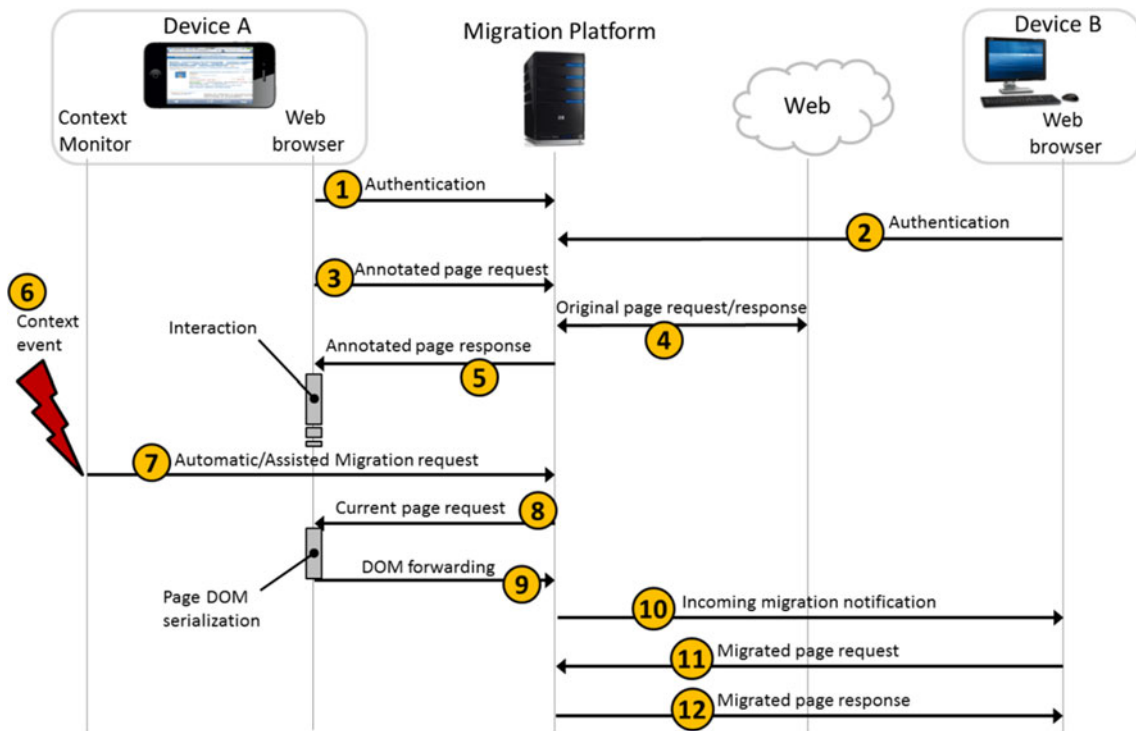 Device A
Migration Platform
Device B
Context
Monitor
Web
browser
Web
Web
browser
1
Authentication
2
Authentication
3
Annotated page request
6
Context
event
Original page request/response
4
Interaction
Annotated page response
5
7
Automatic/Assisted Migration request
Current page request
8
DOM forwarding
9
Page DOM
serialization
10
Incoming migration notification
11
Migrated page request
12
Migrated page response